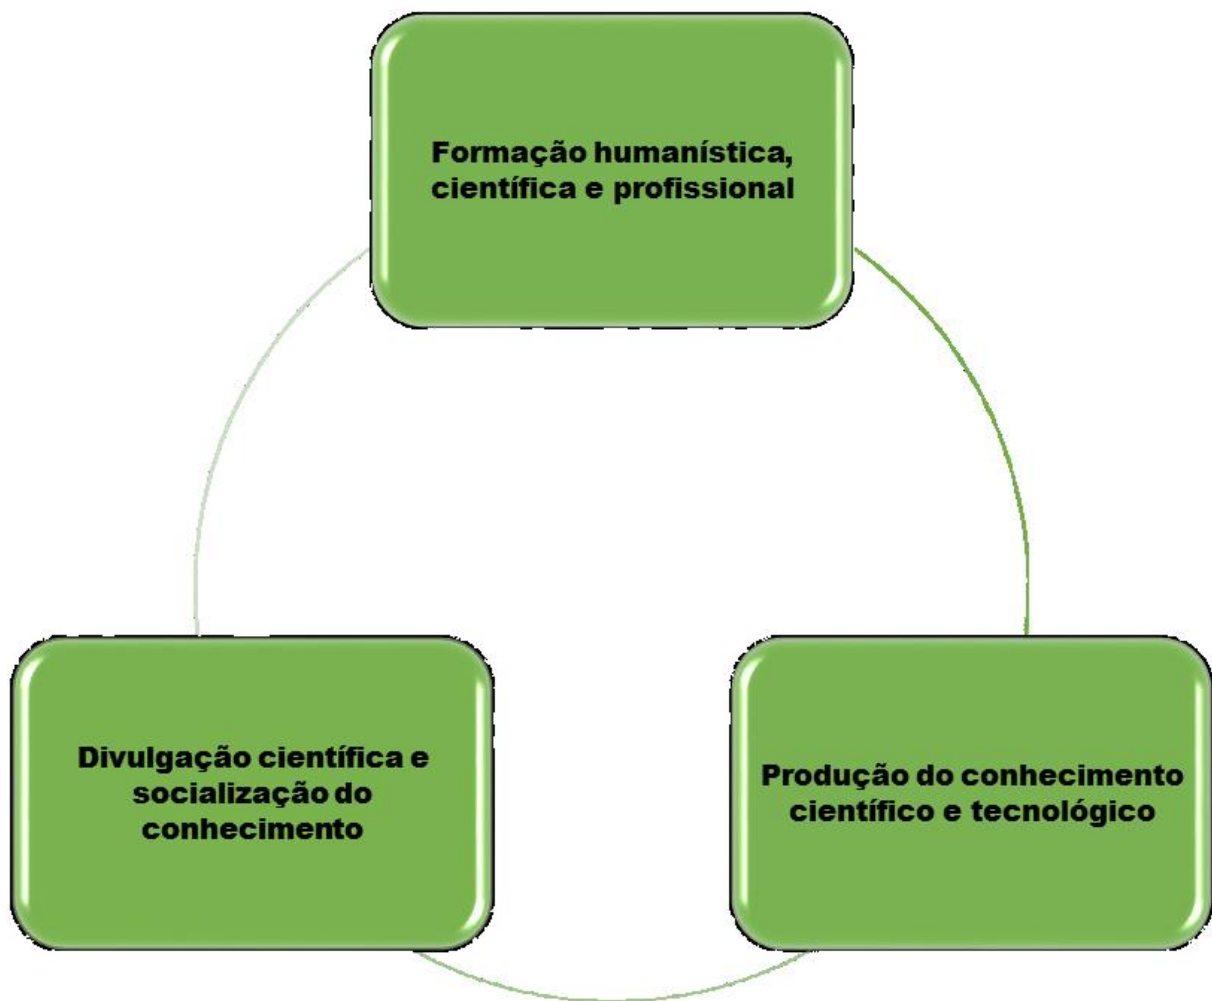 Formação humanística,
científica e profissional
Divulgação científica e
socialização do
conhecimento
Produção do conhecimento
científico e tecnológico